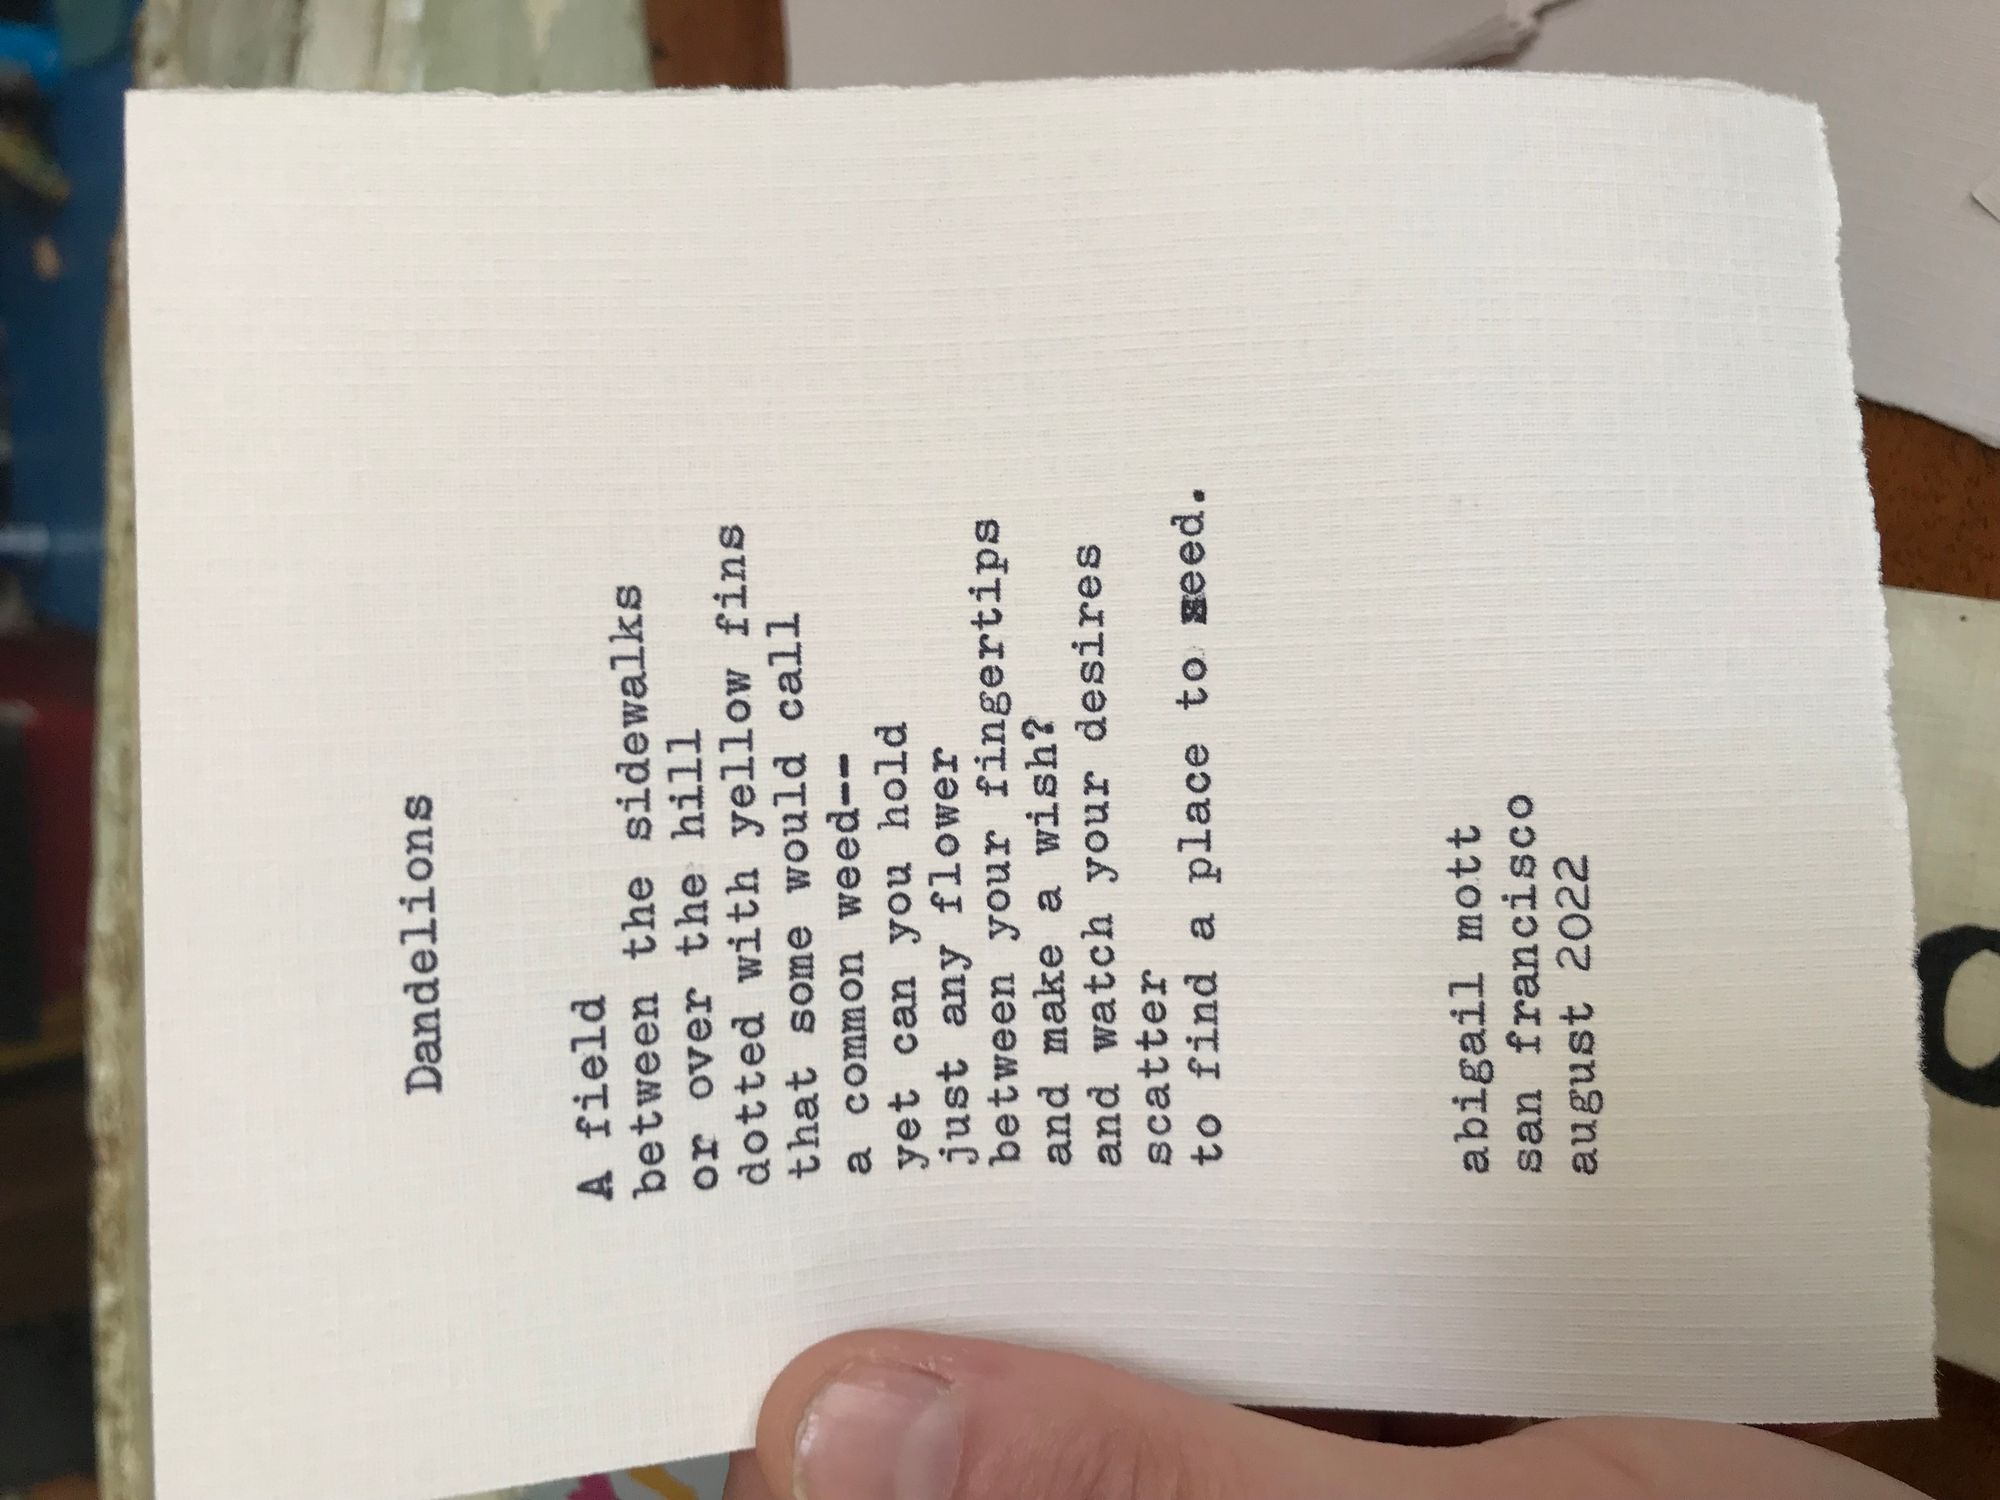 Dandelions
A field
between the sidewalks
or over the hill
dotted with yellow fins
that some would call
a common weed--
yet can you hold
just any flower
between your fingertips
and make a wish?
and watch your desires
scatter
to find a place to seed.
abigail mott
san francisco
august 2022